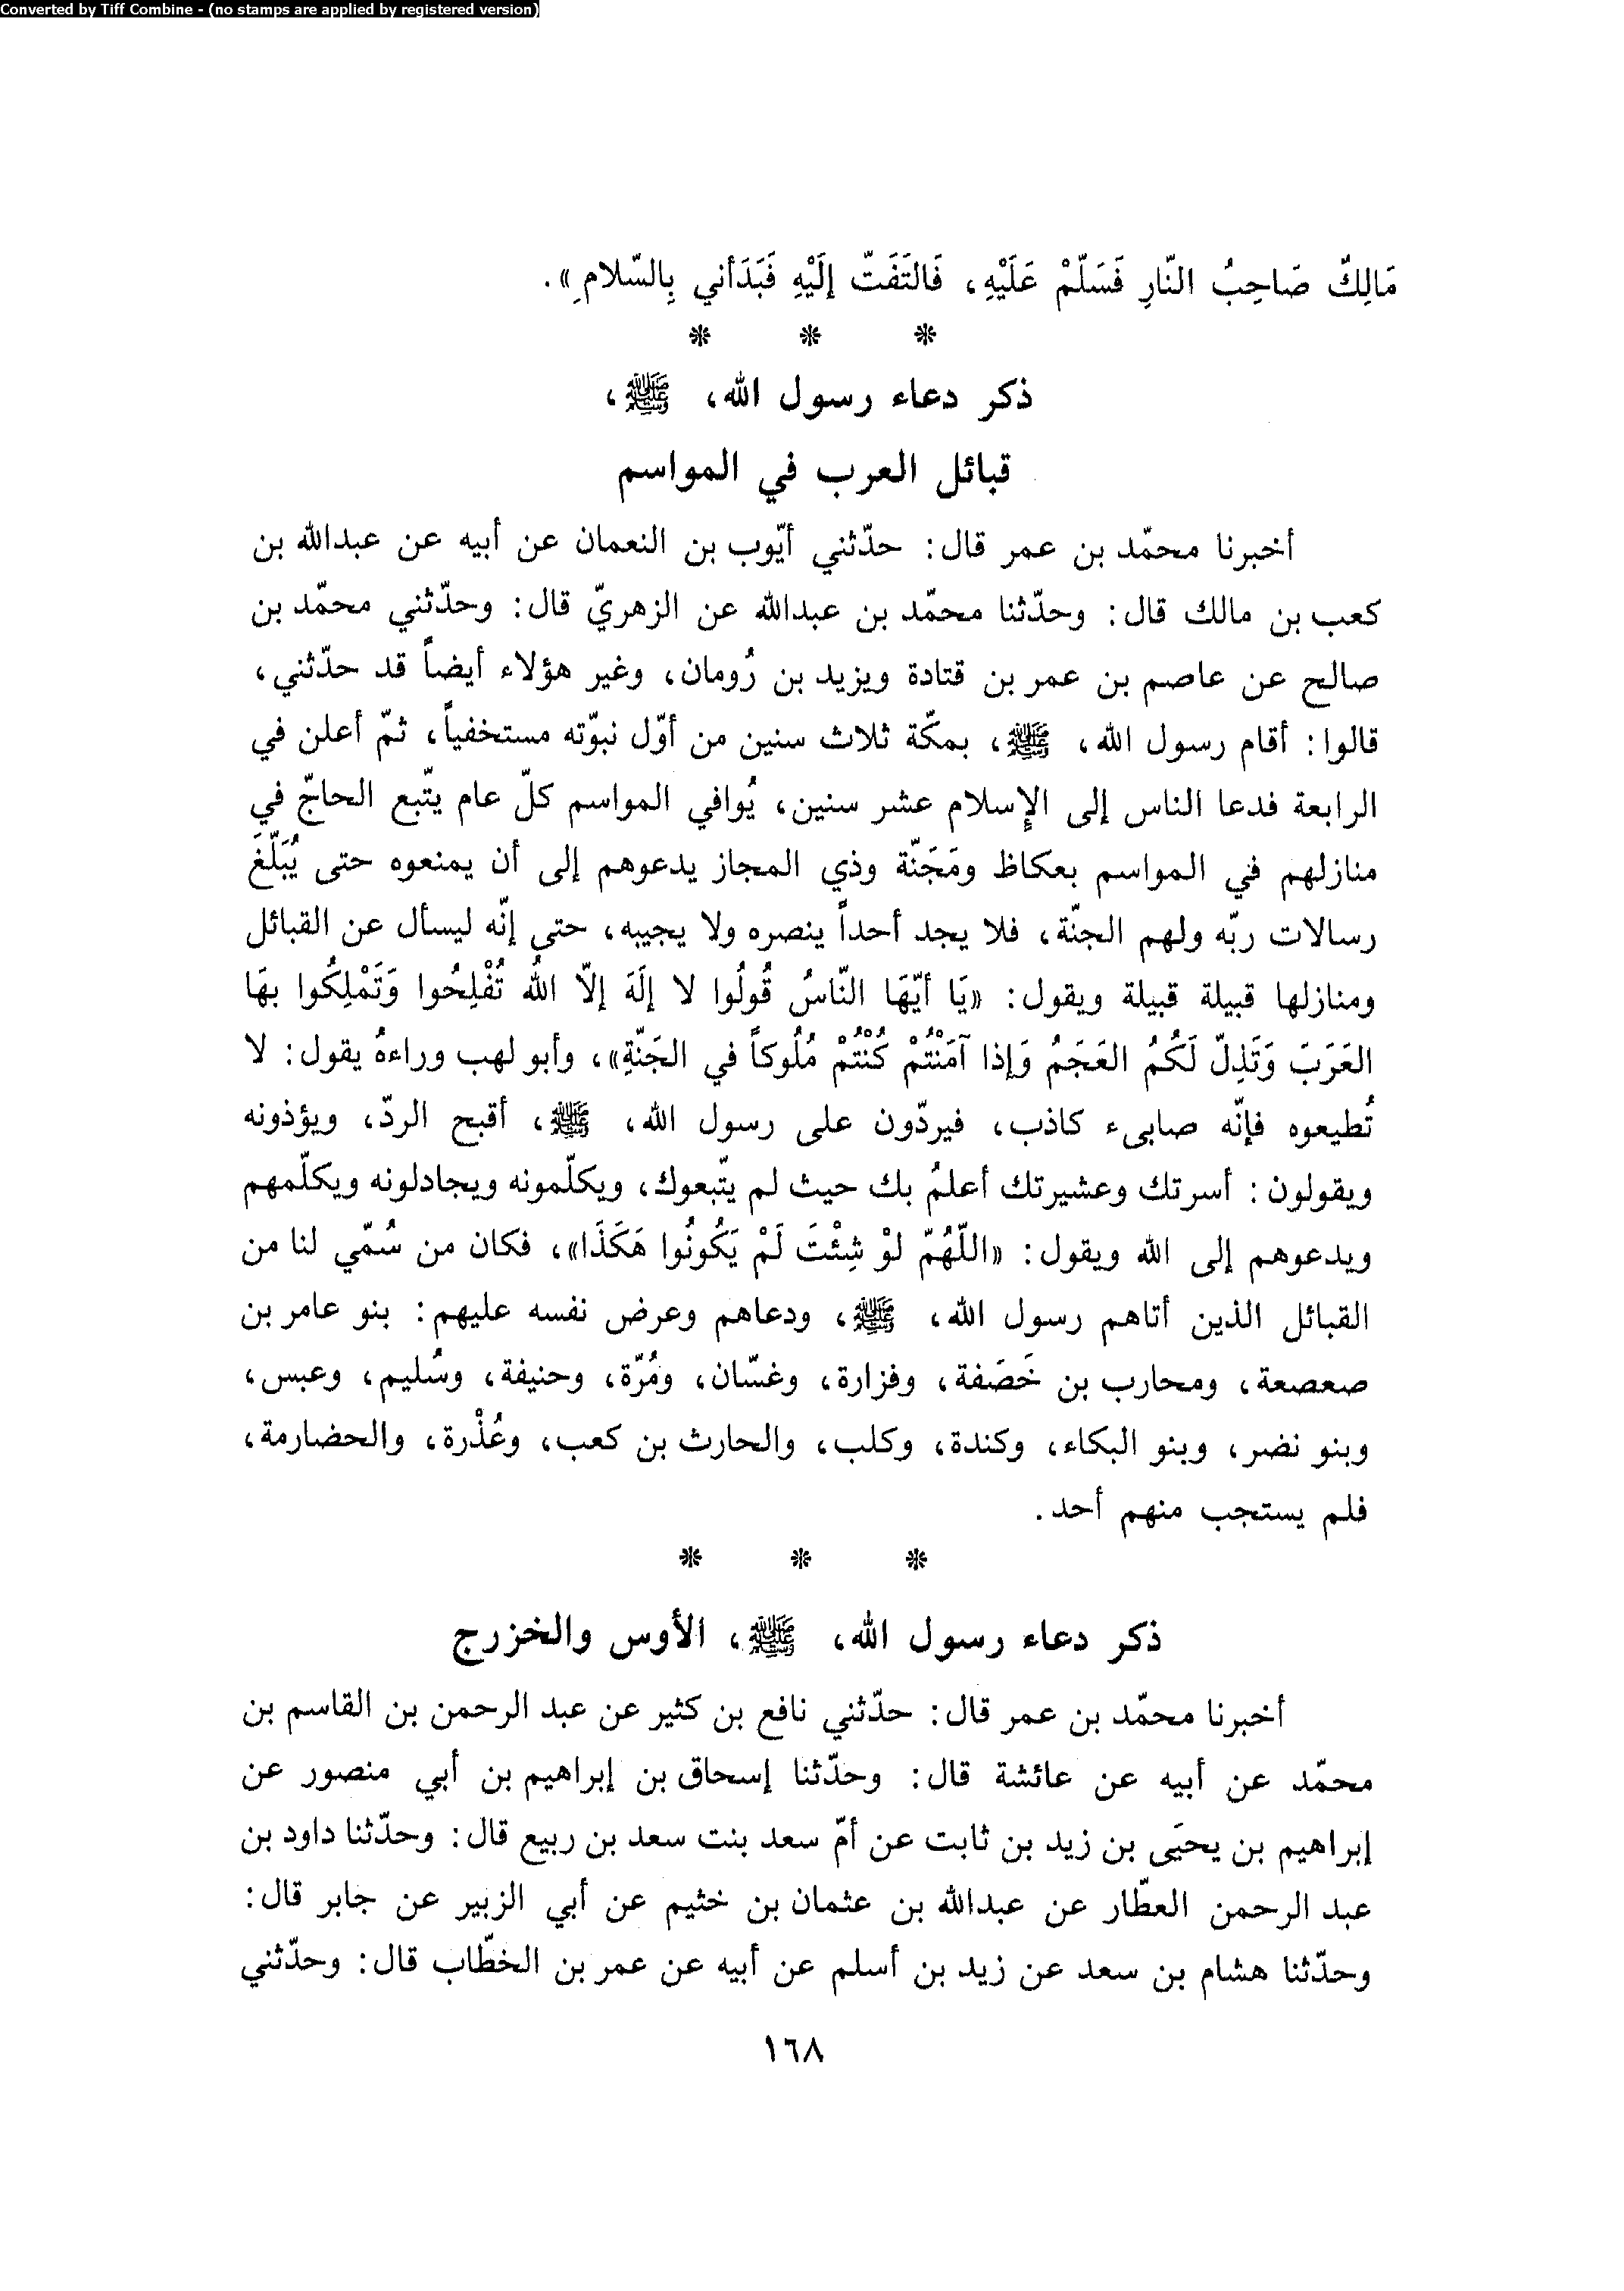 Converted by Tiff Combine - (no stamps are applied by registered version)
مَالِكٌ صَاحِبُ النّارِ فَسَلّمْ عَلَيْهِ، فَالتَفَتّ إلَيْهِ فَبَدَأني بِالسّلامِ».
* * *
ذكر دعاء رسول الله، ﷺ،
قبائل العرب في المواسم
أخبرنا محمّد بن عمر قال: حدّثني أيّوب بن النعمان عن أبيه عن عبدالله بن
كعب بن مالك قال: وحدّثنا محمّد بن عبدالله عن الزهريّ قال: وحدّثني محمّد بن
صالح عن عاصم بن عمر بن قتادة ويزيد بن رُومان، وغير هؤلاء أيضاً قد حدّثني،
قالوا: أقام رسول الله، ﷺ، بمكّة ثلاث سنين من أوّل نبوّته مستخفياً، ثمّ أعلن في
الرابعة فدعا الناس إلى الإسلام عشر سنين، يُوافي المواسم كلّ عام يتّبع الحاجّ في
منازلهم في المواسم بعكاظ ومَجَنّة وذي المجاز يدعوهم إلى أن يمنعوه حتى يُبَلّغَ
رسالات ربّه ولهم الجنّة، فلا يجد أحداً ينصره ولا يجيبه، حتى إنّه ليسأل عن القبائل
ومنازلها قبيلة قبيلة ويقول: «يَا أيّهَا النّاسُ قُولُوا لا إلَهَ إلاّ اللهُ تُفْلِحُوا وَتَمْلِكُوا بهَا
العَرَبَ وَتَذِلّ لَكُمُ العَجَمُ وَإذا آمَنْتُمْ كُنْتُمْ مُلُوكاً في الجَنّةِ»، وأبو لهب وراءهُ يقول: لا
تُطيعوه فإنّه صابىء كاذب، فيردّون على رسول الله، ﷺ، أقبح الردّ، ويؤذونه
ويقولون: أسرتك وعشيرتك أعلمُ بك حيث لم يتّبعوك، ويكلّمونه ويجادلونه ويكلّمهم
ويدعوهم إلى الله ويقول: «اللّهُمّ لوْ شِئْتَ لَمْ يَكُونُوا هَكَذَا»، فكان من سُمّي لنا من
القبائل الذين أتاهم رسول الله، ﷺ، ودعاهم وعرض نفسه عليهم: بنو عامر بن
صعصعة، ومحارب بن خَصَفة، وفزارة، وغسّان، ومُرّة، وحنيفة، وسُليم، وعبس،
وبنو نضر، وبنو البكاء، وكندة، وكلب، والحارث بن كعب، وعُذْرة، والحضارمة،
فلم يستجب منهم أحد.
* * *
ذكر دعاء رسول الله، ﷺ، الأوس والخزرج
أخبرنا محمّد بن عمر قال: حدّثني نافع بن كثير عن عبد الرحمن بن القاسم بن
محمّد عن أبيه عن عائشة قال: وحدّثنا إسحاق بن إبراهيم بن أبي منصور عن
إبراهيم بن يحيَى بن زيد بن ثابت عن أمّ سعد بنت سعد بن ربيع قال: وحدّثنا داود بن
عبد الرحمن العطّار عن عبدالله بن عثمان بن خثيم عن أبي الزبير عن جابر قال:
وحدّثنا هشام بن سعد عن زيد بن أسلم عن أبيه عن عمر بن الخطّاب قال: وحدّثني
١٦٨